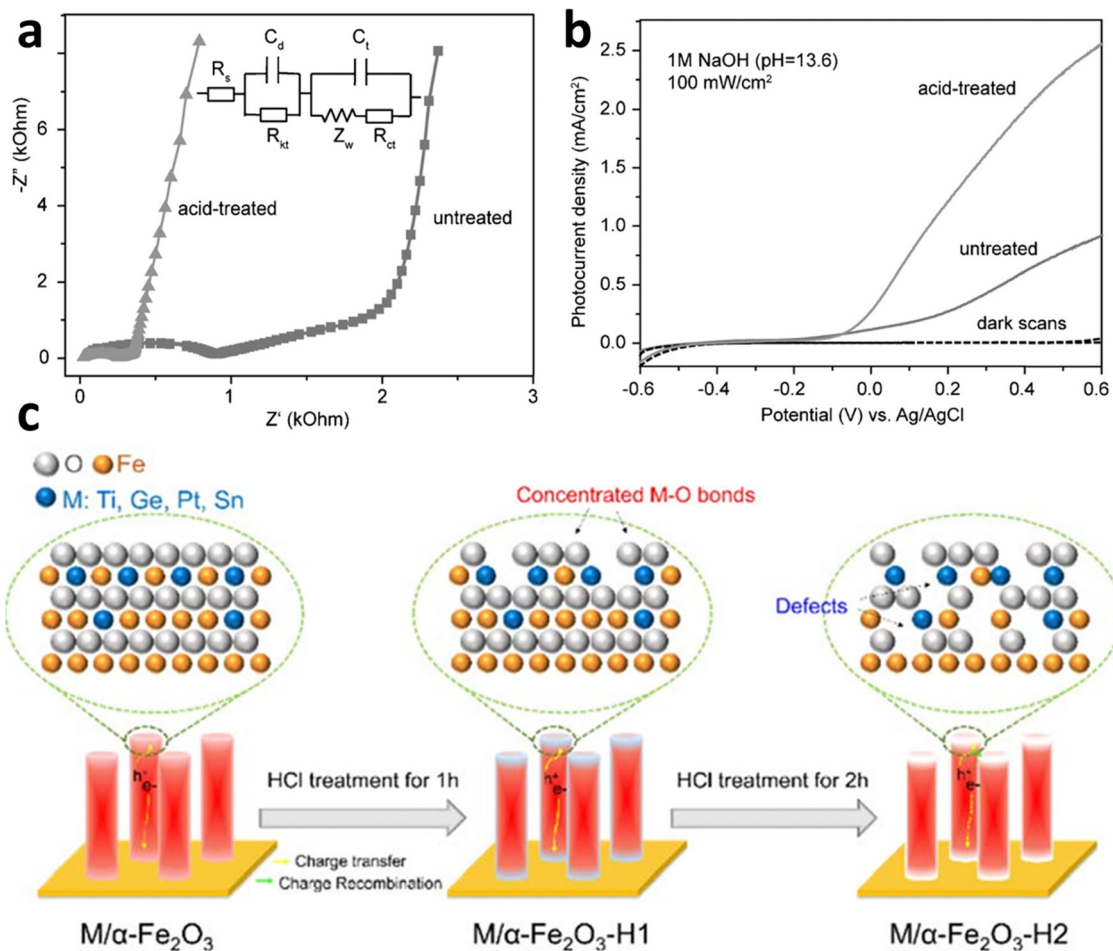 a
-Z" (kOhm)
8
6
4
2
0
0
1
2
3
Z' (kOhm)
R_s
C_d
R_kt
C_t
Z_w
R_ct
acid-treated
untreated
b
1M NaOH (pH=13.6)
100 mW/cm²
acid-treated
untreated
dark scans
Photocurrent density (mA/cm²)
2.5
2.0
1.5
1.0
0.5
0.0
-0.6
-0.4
-0.2
0.0
0.2
0.4
0.6
Potential (V) vs. Ag/AgCl
c
O Fe
M: Ti, Ge, Pt, Sn
Concentrated M-O bonds
Defects
h⁺
e-
HCl treatment for 1h
h⁺
e-
HCl treatment for 2h
h⁺
e-
Charge transfer
Charge Recombination
M/α-Fe₂O₃
M/α-Fe₂O₃-H1
M/α-Fe₂O₃-H2